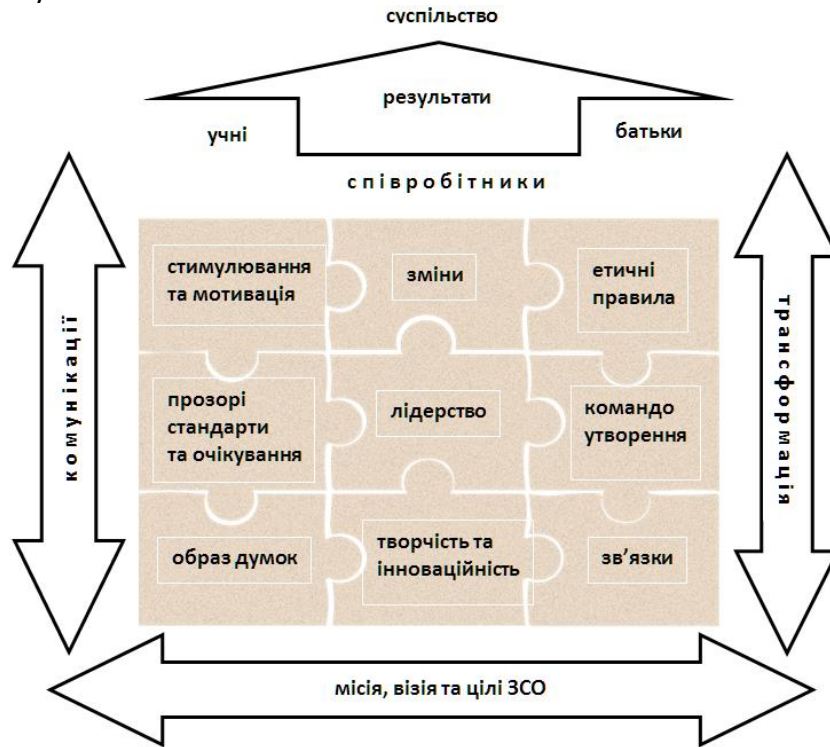 суспільство
результати
учні
батьки
співробітники
стимулювання
та мотивація
зміни
етичні
правила
комунікації
трансформація
прозорі
стандарти
та очікування
лідерство
командо
утворення
образ думок
творчість та
інноваційність
зв’язки
місія, візія та цілі ЗСО